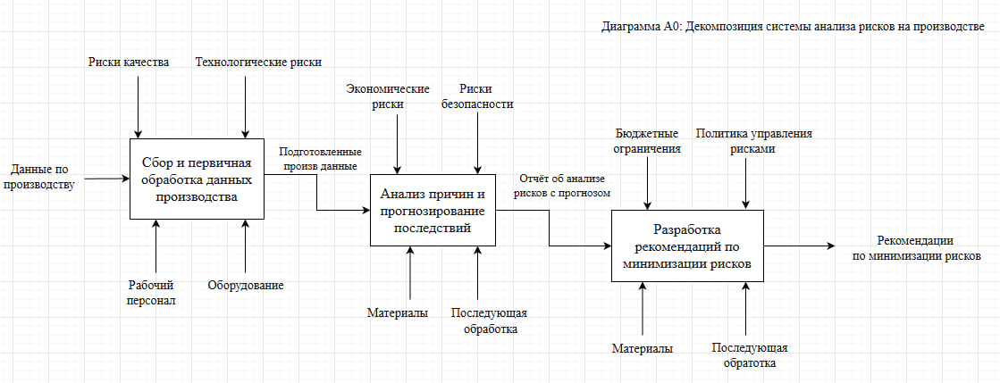 Диаграмма А0: Декомпозиция системы анализа рисков на производстве
Риски качества
Технологические риски
Экономические
риски
Риски
безопасности
Бюджетные
ограничения
Политика управления
рисками
Данные по
производству
Сбор и первичная
обработка данных
производства
Подготовленные
произв данные
Анализ причин и
прогнозирование
последствий
Отчёт об анализе
рисков с прогнозом
Разработка
рекомендаций по
минимизации рисков
Рекомендации
по минимизации рисков
Рабочий
персонал
Оборудование
Материалы
Последующая
обработка
Материалы
Последующая
обратотка